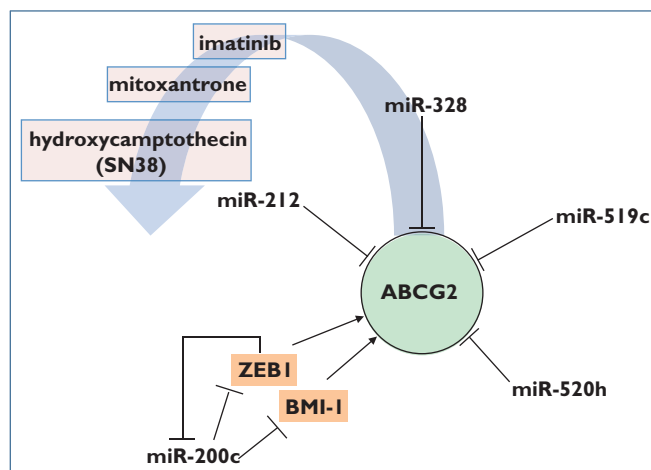 imatinib
mitoxantrone
hydroxycamptothecin
(SN38)
miR-328
miR-212
miR-519c
ABCG2
ZEB1
BMI-1
miR-520h
miR-200c